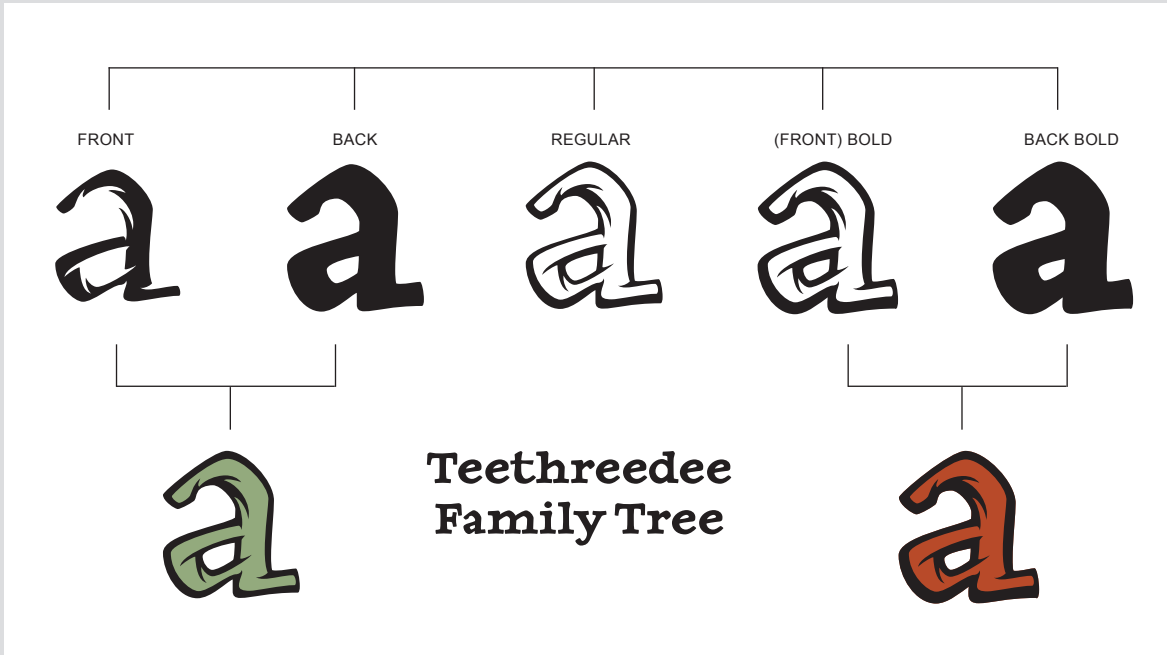 FRONT
BACK
REGULAR
(FRONT) BOLD
BACK BOLD
a
a
a
a
a
a
a
Teethreedee
Family Tree